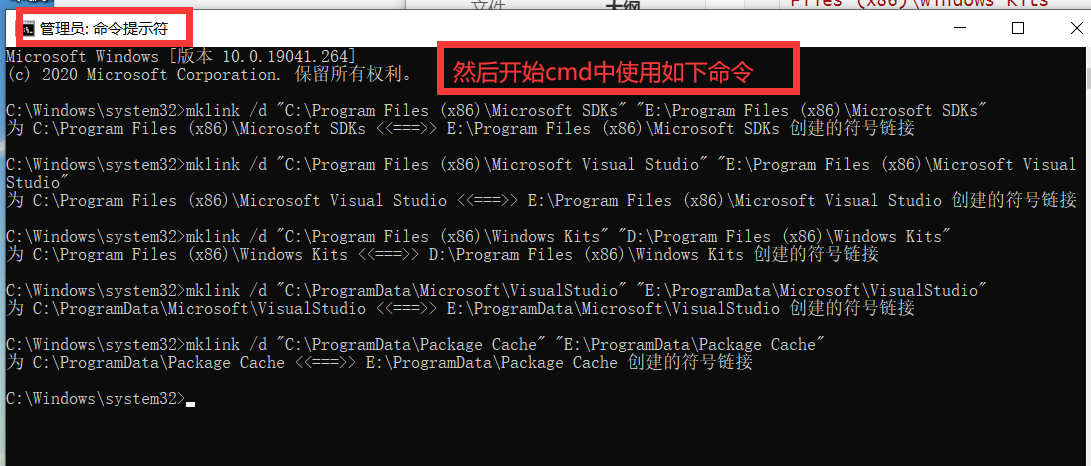 文件
大纲
Files (x86)\Windows Kits
管理员: 命令提示符
Microsoft Windows [版本 10.0.19041.264]
(c) 2020 Microsoft Corporation. 保留所有权利。
然后开始cmd中使用如下命令
C:\Windows\system32>mklink /d "C:\Program Files (x86)\Microsoft SDKs" "E:\Program Files (x86)\Microsoft SDKs"
为 C:\Program Files (x86)\Microsoft SDKs <<===>> E:\Program Files (x86)\Microsoft SDKs 创建的符号链接
C:\Windows\system32>mklink /d "C:\Program Files (x86)\Microsoft Visual Studio" "E:\Program Files (x86)\Microsoft Visual
Studio"
为 C:\Program Files (x86)\Microsoft Visual Studio <<===>> E:\Program Files (x86)\Microsoft Visual Studio 创建的符号链接
C:\Windows\system32>mklink /d "C:\Program Files (x86)\Windows Kits" "D:\Program Files (x86)\Windows Kits"
为 C:\Program Files (x86)\Windows Kits <<===>> D:\Program Files (x86)\Windows Kits 创建的符号链接
C:\Windows\system32>mklink /d "C:\ProgramData\Microsoft\VisualStudio" "E:\ProgramData\Microsoft\VisualStudio"
为 C:\ProgramData\Microsoft\VisualStudio <<===>> E:\ProgramData\Microsoft\VisualStudio 创建的符号链接
C:\Windows\system32>mklink /d "C:\ProgramData\Package Cache" "E:\ProgramData\Package Cache"
为 C:\ProgramData\Package Cache <<===>> E:\ProgramData\Package Cache 创建的符号链接
C:\Windows\system32>